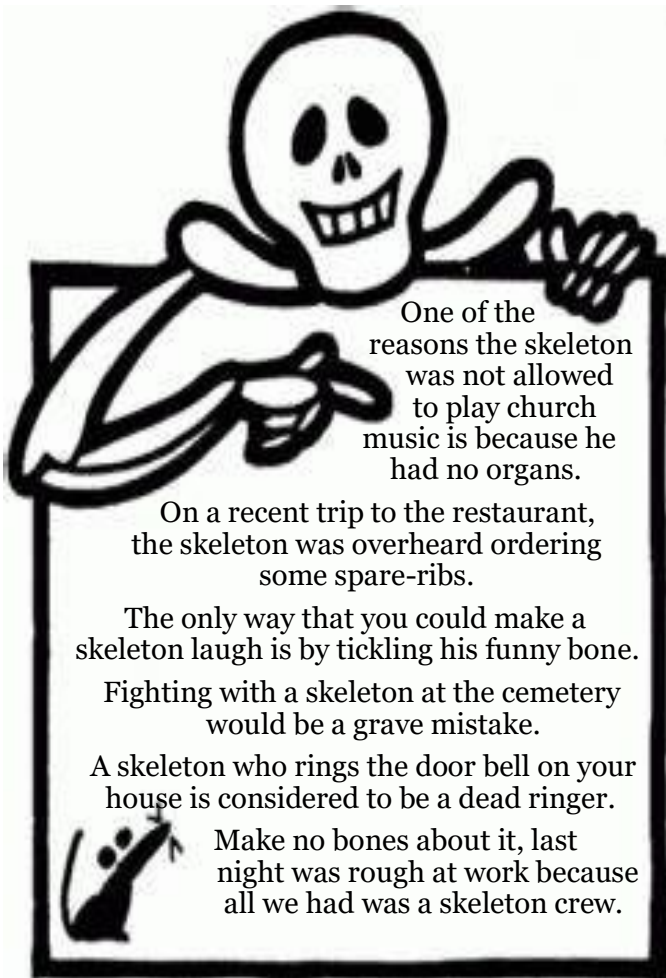 One of the
reasons the skeleton
was not allowed
to play church
music is because he
had no organs.
On a recent trip to the restaurant,
the skeleton was overheard ordering
some spare-ribs.
The only way that you could make a
skeleton laugh is by tickling his funny bone.
Fighting with a skeleton at the cemetery
would be a grave mistake.
A skeleton who rings the door bell on your
house is considered to be a dead ringer.
Make no bones about it, last
night was rough at work because
all we had was a skeleton crew.